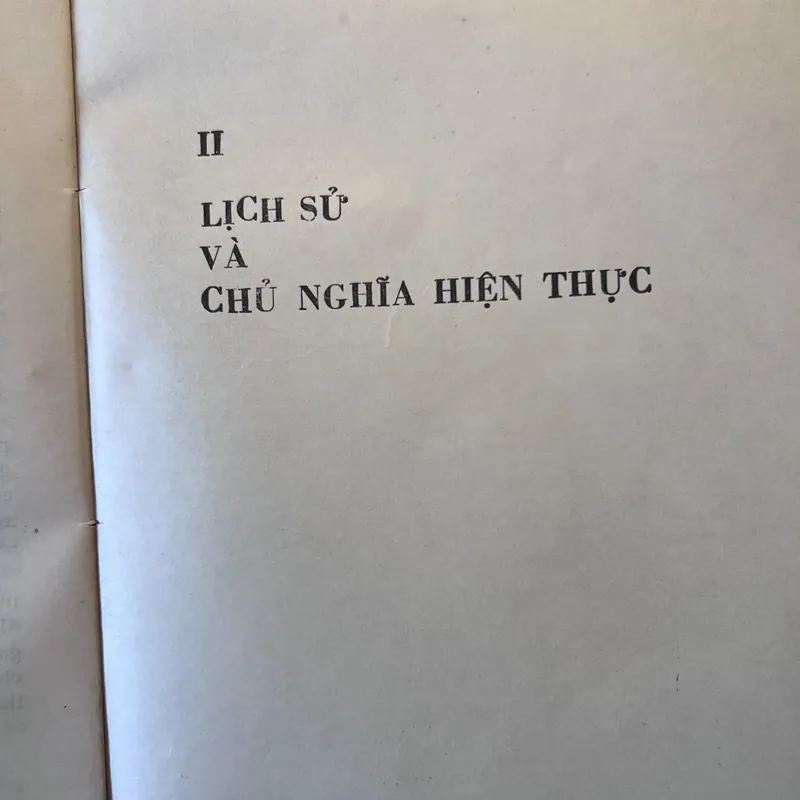 II
LỊCH SỬ
VÀ
CHỦ NGHĨA HIỆN THỰC